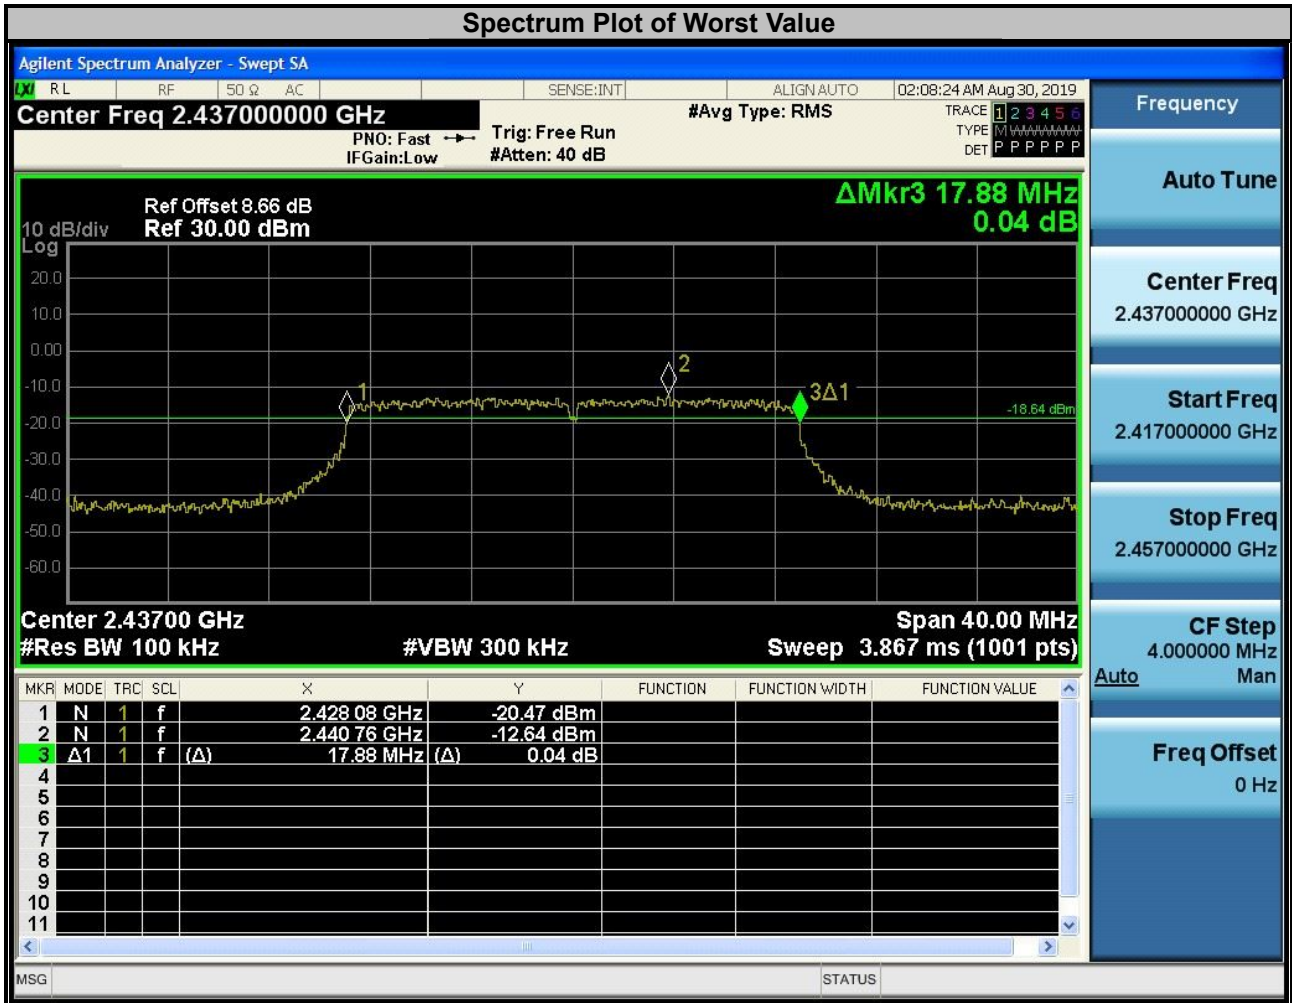 Spectrum Plot of Worst Value
Agilent Spectrum Analyzer - Swept SA
LXI RL RF 50 Ω AC SENSE:INT ALIGN AUTO 02:08:24 AM Aug 30, 2019
Center Freq 2.437000000 GHz
PNO: Fast
IFGain:Low
Trig: Free Run
#Atten: 40 dB
#Avg Type: RMS
TRACE 1 2 3 4 5 6
TYPE M
DET P P P P P P
ΔMkr3 17.88 MHz
0.04 dB
Ref Offset 8.66 dB
10 dB/div Ref 30.00 dBm
Log
20.0
10.0
0.00
-10.0
-20.0
-30.0
-40.0
-50.0
-60.0
1
2
3Δ1
-18.64 dBm
Center 2.43700 GHz Span 40.00 MHz
#Res BW 100 kHz #VBW 300 kHz Sweep 3.867 ms (1001 pts)
MKR MODE TRC SCL X Y FUNCTION FUNCTION WIDTH FUNCTION VALUE
1 N 1 f 2.428 08 GHz -20.47 dBm
2 N 1 f 2.440 76 GHz -12.64 dBm
3 Δ1 1 f (Δ) 17.88 MHz (Δ) 0.04 dB
4
5
6
7
8
9
10
11
MSG STATUS
Frequency
Auto Tune
Center Freq
2.437000000 GHz
Start Freq
2.417000000 GHz
Stop Freq
2.457000000 GHz
CF Step
4.000000 MHz
Auto Man
Freq Offset
0 Hz